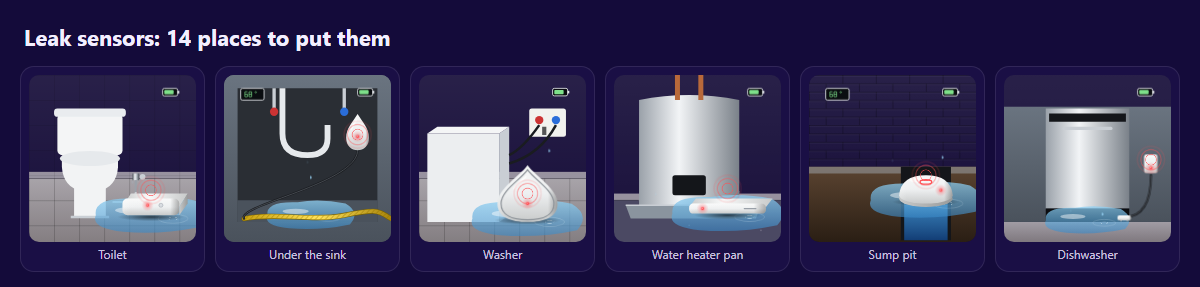 Leak sensors: 14 places to put them
60°
60°
Toilet
Under the sink
Washer
Water heater pan
Sump pit
Dishwasher